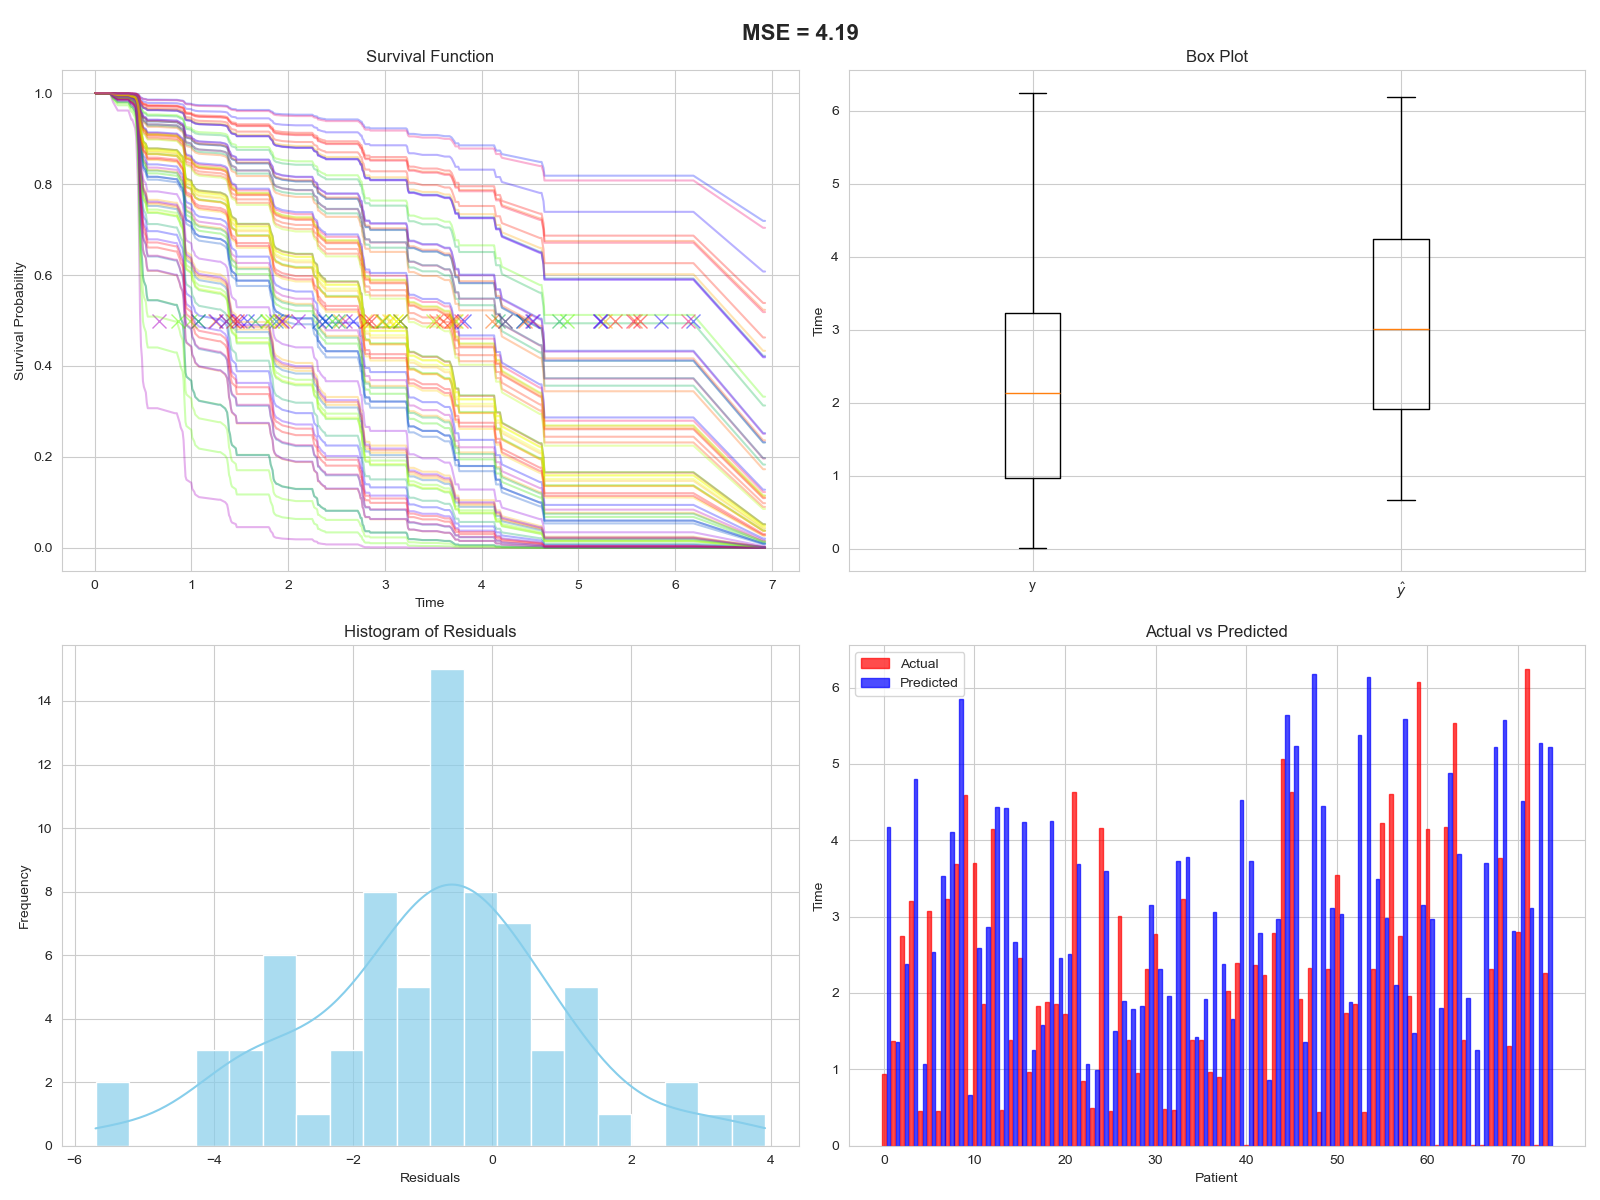 MSE = 4.19
Survival Function
Survival Probability
1.0
0.8
0.6
0.4
0.2
0.0
0 1 2 3 4 5 6 7
Time
Box Plot
Time
6
5
4
3
2
1
0
y ŷ
Histogram of Residuals
Frequency
14
12
10
8
6
4
2
0
−6 −4 −2 0 2 4
Residuals
Actual vs Predicted
Actual
Predicted
Time
6
5
4
3
2
1
0
0 10 20 30 40 50 60 70
Patient